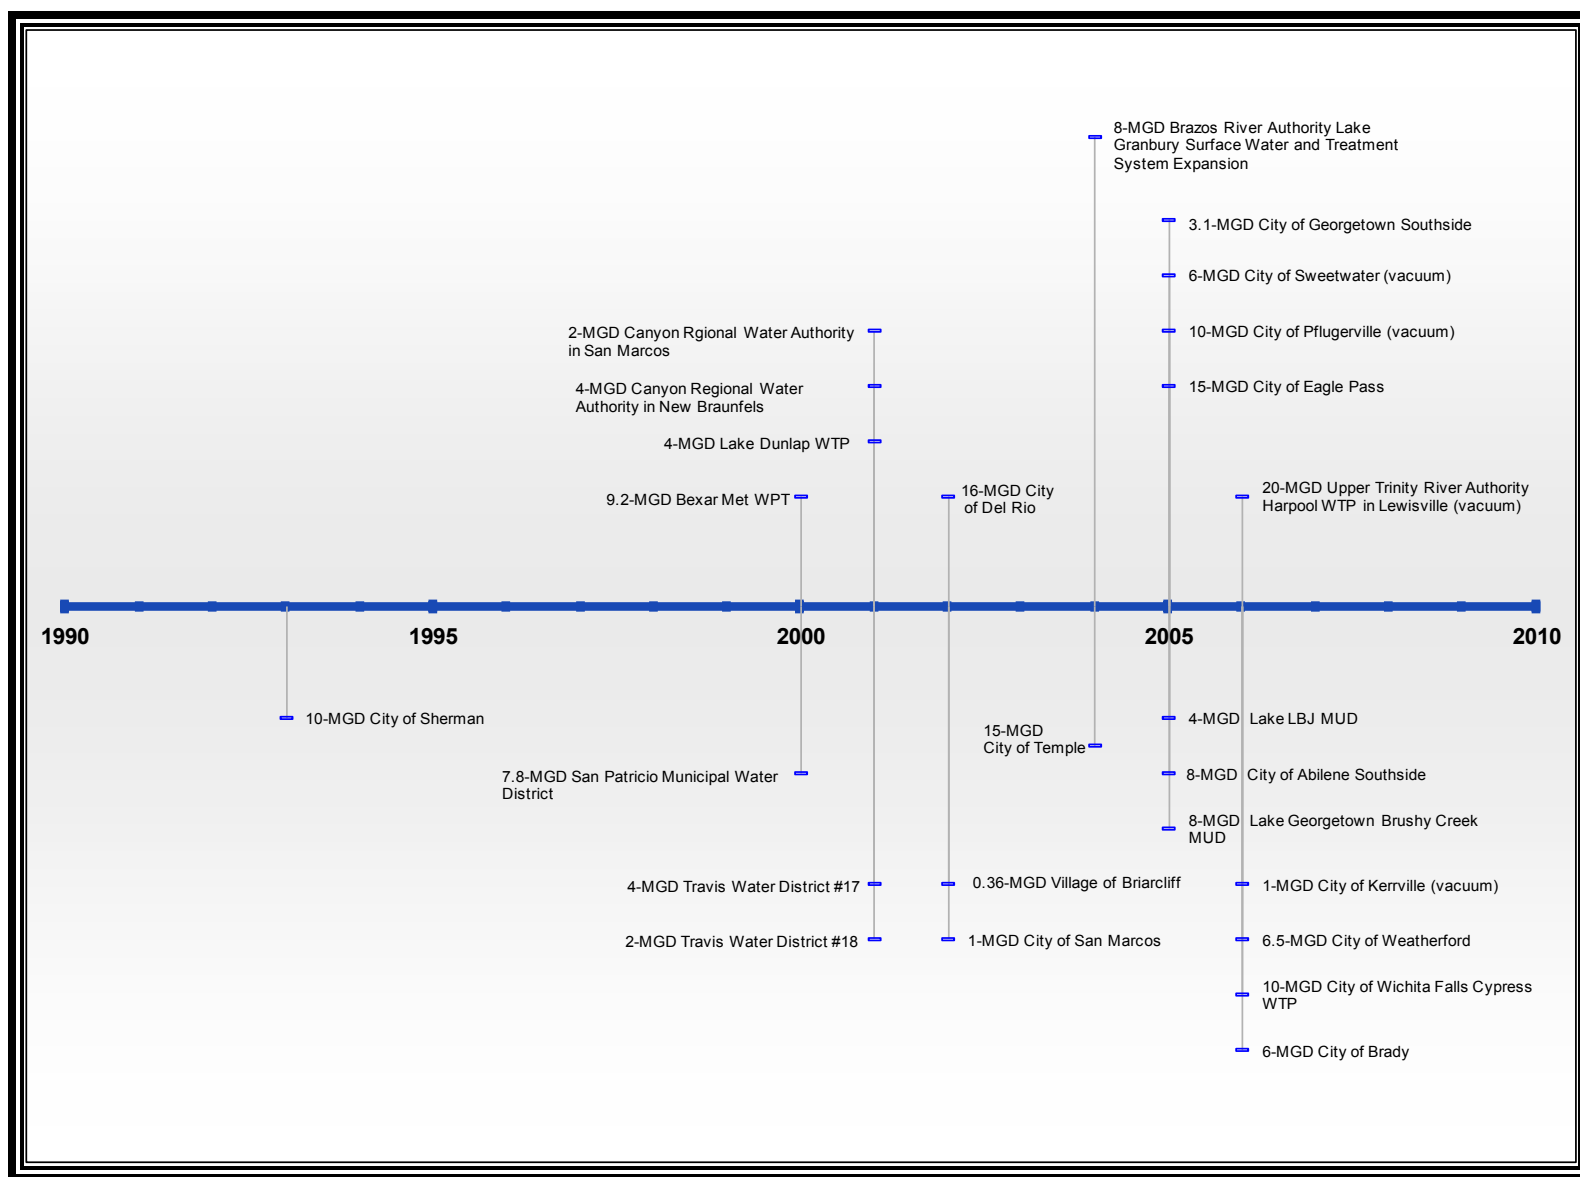 8-MGD Brazos River Authority Lake
Granbury Surface Water and Treatment
System Expansion
3.1-MGD City of Georgetown Southside
6-MGD City of Sweetwater (vacuum)
2-MGD Canyon Rgional Water Authority
in San Marcos
10-MGD City of Pflugerville (vacuum)
4-MGD Canyon Regional Water
Authority in New Braunfels
15-MGD City of Eagle Pass
4-MGD Lake Dunlap WTP
9.2-MGD Bexar Met WPT
16-MGD City
of Del Rio
20-MGD Upper Trinity River Authority
Harpool WTP in Lewisville (vacuum)
1990 1995 2000 2005 2010
10-MGD City of Sherman
4-MGD Lake LBJ MUD
15-MGD
City of Temple
7.8-MGD San Patricio Municipal Water
District
8-MGD City of Abilene Southside
8-MGD Lake Georgetown Brushy Creek
MUD
4-MGD Travis Water District #17
0.36-MGD Village of Briarcliff
1-MGD City of Kerrville (vacuum)
2-MGD Travis Water District #18
1-MGD City of San Marcos
6.5-MGD City of Weatherford
10-MGD City of Wichita Falls Cypress
WTP
6-MGD City of Brady